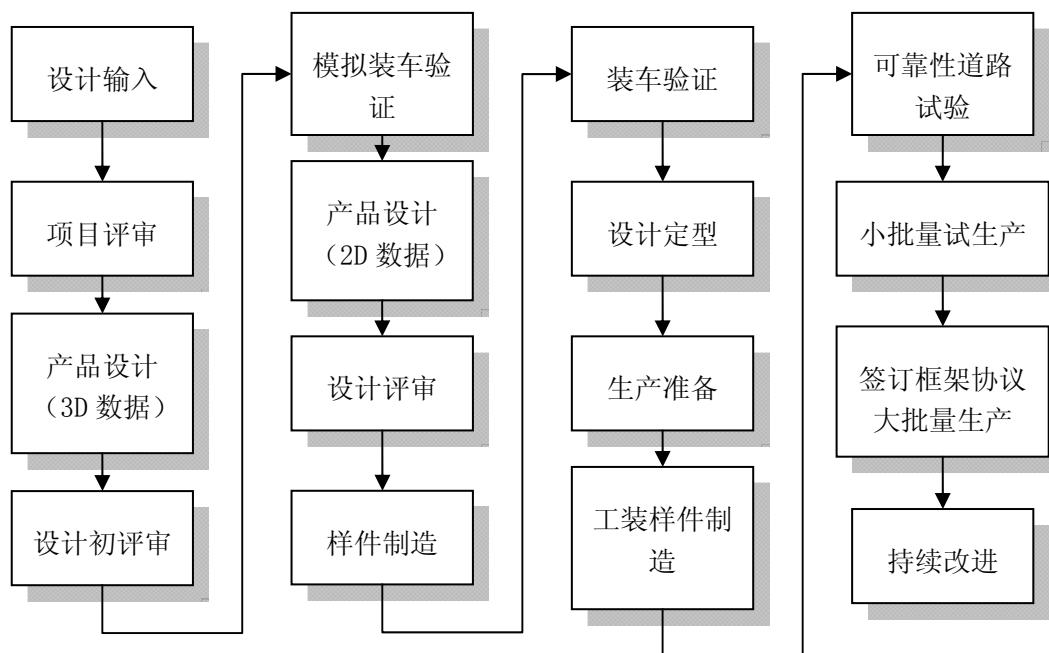 设计输入
项目评审
产品设计
（3D 数据）
设计初评审
模拟装车验
证
产品设计
（2D 数据）
设计评审
样件制造
装车验证
设计定型
生产准备
工装样件制
造
可靠性道路
试验
小批量试生产
签订框架协议
大批量生产
持续改进